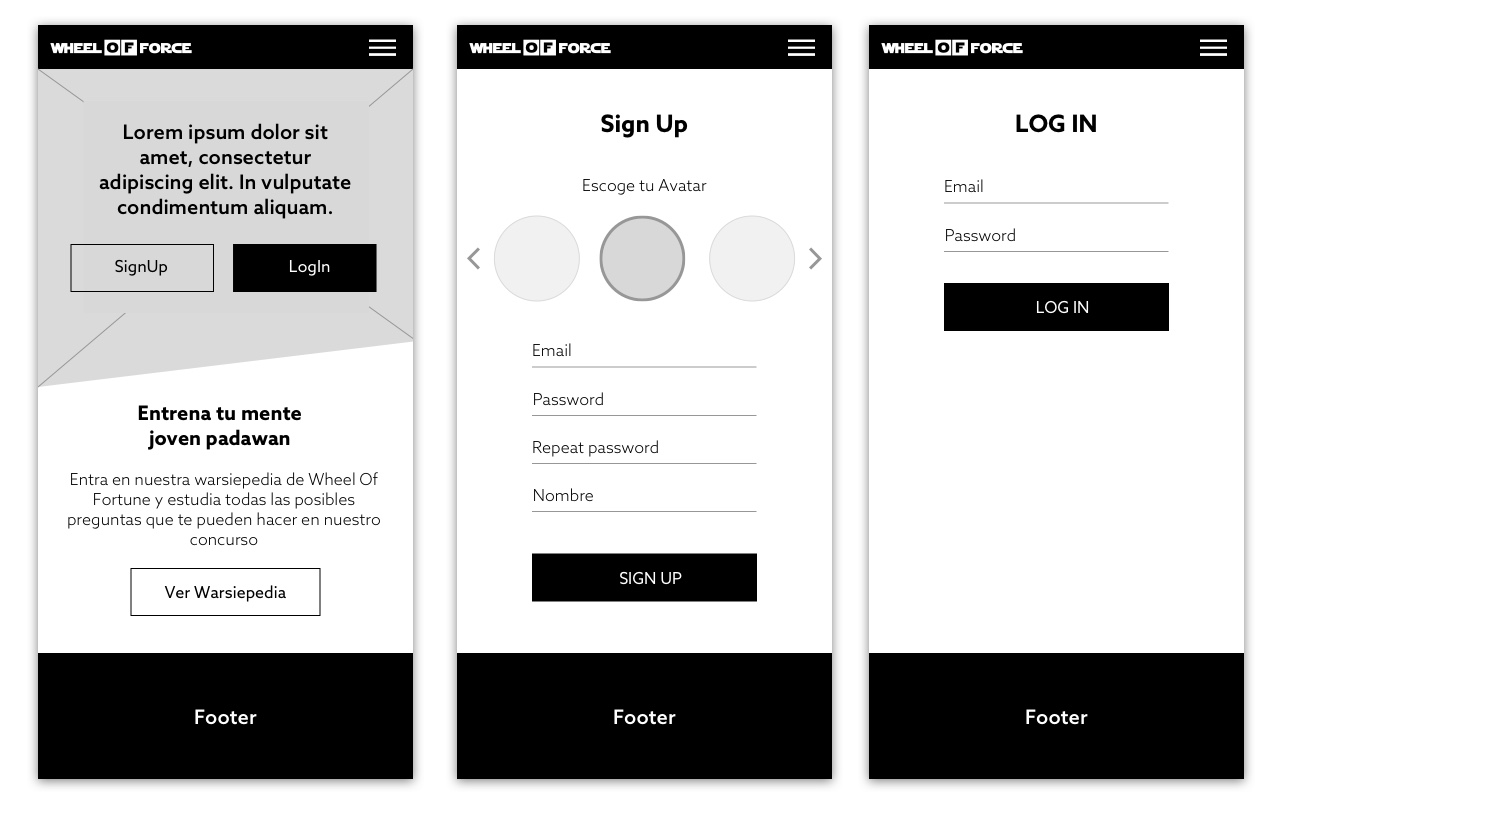 WHEEL OF FORCE
Lorem ipsum dolor sit
amet, consectetur
adipiscing elit. In vulputate
condimentum aliquam.
SignUp
LogIn
Entrena tu mente
joven padawan
Entra en nuestra warsiepedia de Wheel Of
Fortune y estudia todas las posibles
preguntas que te pueden hacer en nuestro
concurso
Ver Warsiepedia
Footer
WHEEL OF FORCE
Sign Up
Escoge tu Avatar
Email
Password
Repeat password
Nombre
SIGN UP
Footer
WHEEL OF FORCE
LOG IN
Email
Password
LOG IN
Footer